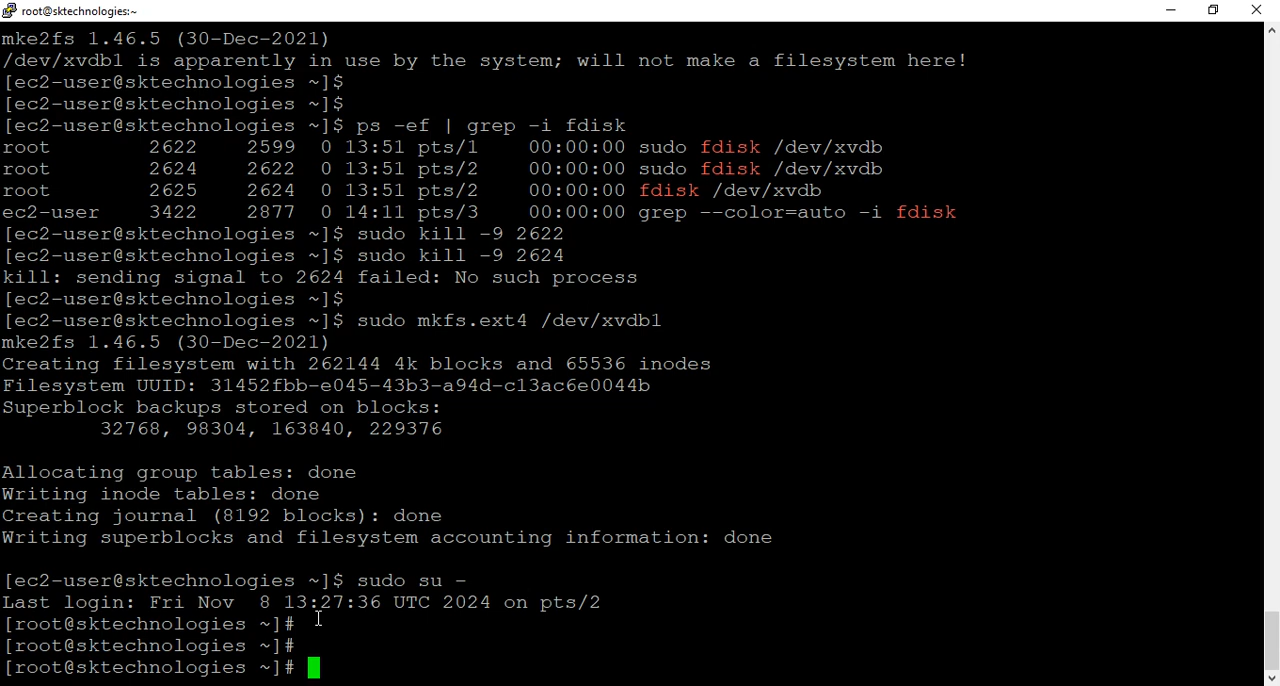 root@sktechnologies:~
mke2fs 1.46.5 (30-Dec-2021)
/dev/xvdb1 is apparently in use by the system; will not make a filesystem here!
[ec2-user@sktechnologies ~]$
[ec2-user@sktechnologies ~]$
[ec2-user@sktechnologies ~]$ ps -ef | grep -i fdisk
root        2622    2599  0 13:51 pts/1    00:00:00 sudo fdisk /dev/xvdb
root        2624    2622  0 13:51 pts/2    00:00:00 sudo fdisk /dev/xvdb
root        2625    2624  0 13:51 pts/2    00:00:00 fdisk /dev/xvdb
ec2-user    3422    2877  0 14:11 pts/3    00:00:00 grep --color=auto -i fdisk
[ec2-user@sktechnologies ~]$ sudo kill -9 2622
[ec2-user@sktechnologies ~]$ sudo kill -9 2624
kill: sending signal to 2624 failed: No such process
[ec2-user@sktechnologies ~]$
[ec2-user@sktechnologies ~]$ sudo mkfs.ext4 /dev/xvdb1
mke2fs 1.46.5 (30-Dec-2021)
Creating filesystem with 262144 4k blocks and 65536 inodes
Filesystem UUID: 31452fbb-e045-43b3-a94d-c13ac6e0044b
Superblock backups stored on blocks:
        32768, 98304, 163840, 229376
Allocating group tables: done
Writing inode tables: done
Creating journal (8192 blocks): done
Writing superblocks and filesystem accounting information: done
[ec2-user@sktechnologies ~]$ sudo su -
Last login: Fri Nov  8 13:27:36 UTC 2024 on pts/2
[root@sktechnologies ~]#
[root@sktechnologies ~]#
[root@sktechnologies ~]#